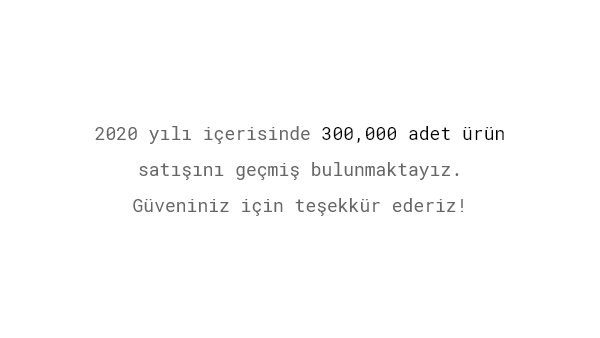 2020 yılı içerisinde 300,000 adet ürün
satışını geçmiş bulunmaktayız.
Güveniniz için teşekkür ederiz!